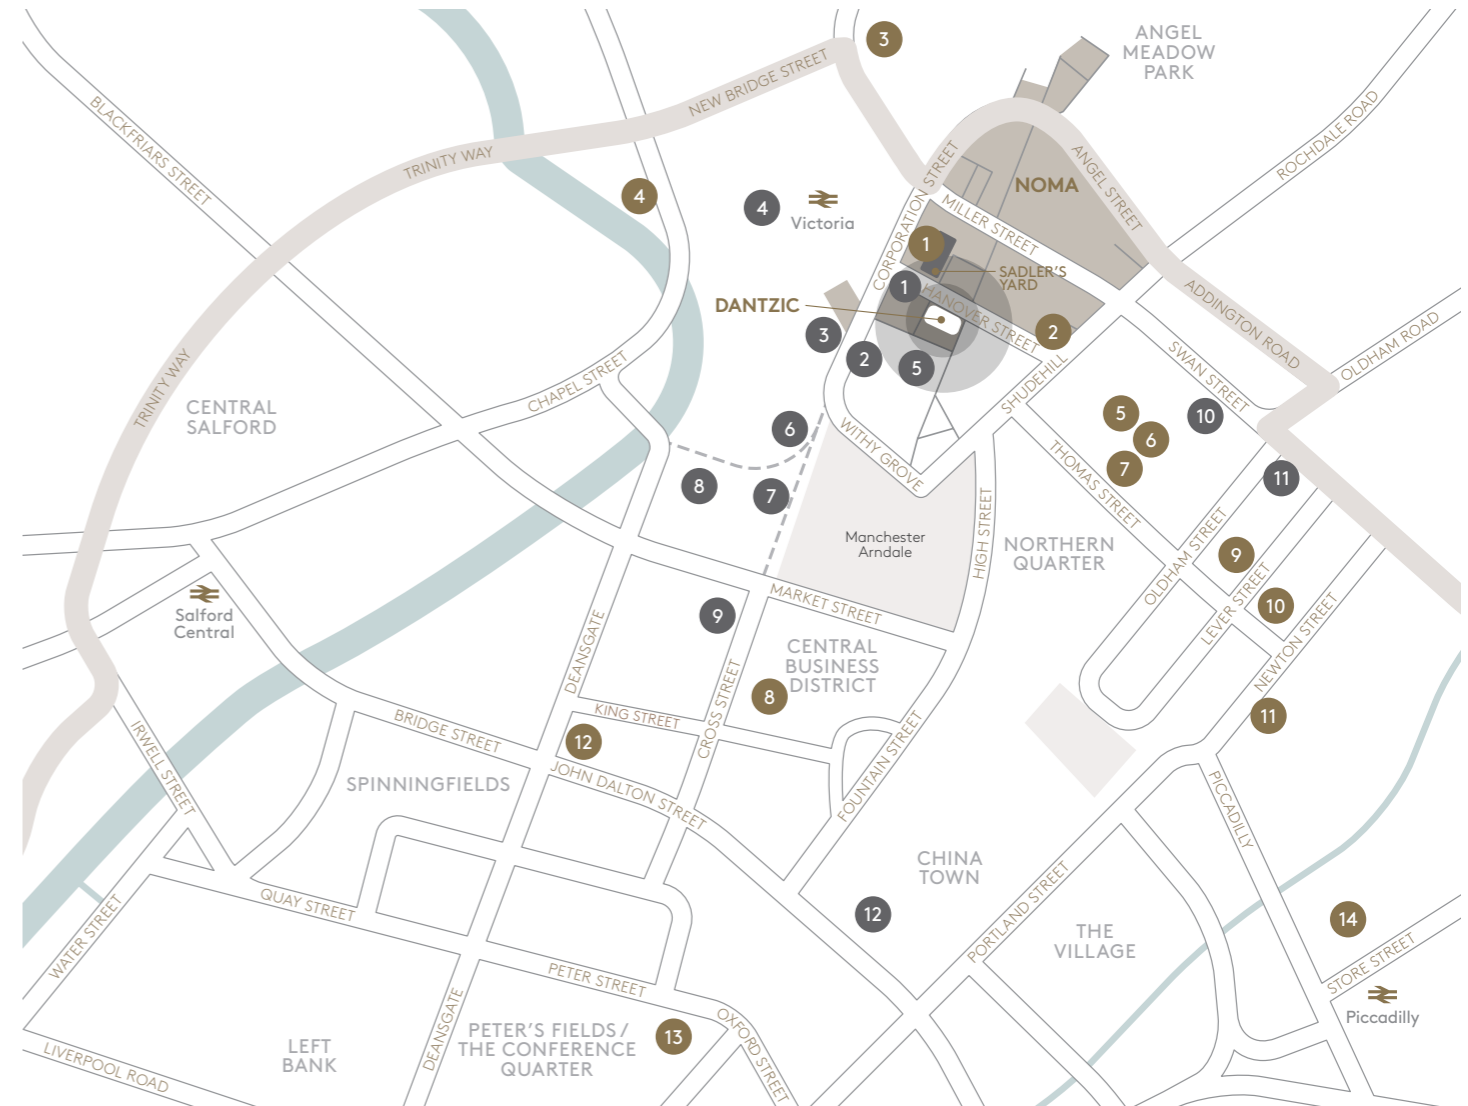 3
ANGEL
MEADOW
PARK
NEW BRIDGE STREET
BLACKFRIARS STREET
TRINITY WAY
ROCHDALE ROAD
CORPORATION STREET
ANGEL STREET
NOMA
4
4
Victoria
MILLER STREET
1
SADLER'S
YARD
1
HANOVER STREET
DANTZIC
2
3
2
5
ADDINGTON ROAD
OLDHAM ROAD
SWAN STREET
SHUDEHILL
TRINITY WAY
CHAPEL STREET
CENTRAL
SALFORD
5
10
6
6
7
WITHY GROVE
THOMAS STREET
11
8
7
HIGH STREET
Manchester
Arndale
NORTHERN
QUARTER
OLDHAM STREET
9
Salford
Central
MARKET STREET
9
LEVER STREET
10
NEWTON STREET
DEANSGATE
CENTRAL
BUSINESS
DISTRICT
8
CROSS STREET
KING STREET
12
BRIDGE STREET
11
IRWELL STREET
FOUNTAIN STREET
JOHN DALTON STREET
SPINNINGFIELDS
PICCADILLY
CHINA
TOWN
12
PORTLAND STREET
QUAY STREET
WATER STREET
THE
VILLAGE
14
STORE STREET
PETER STREET
Piccadilly
DEANSGATE
PETER'S FIELDS /
THE CONFERENCE
QUARTER
13
OXFORD STREET
LEFT
BANK
LIVERPOOL ROAD